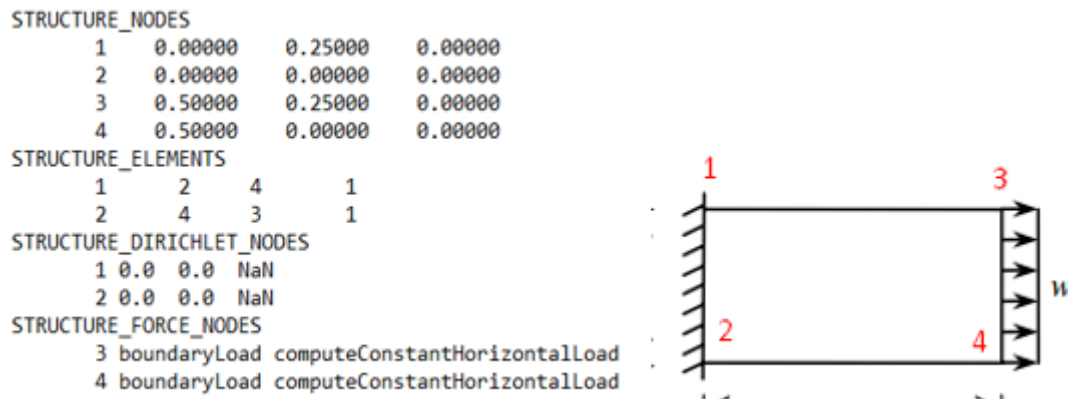 STRUCTURE_NODES
1 0.00000 0.25000 0.00000
2 0.00000 0.00000 0.00000
3 0.50000 0.25000 0.00000
4 0.50000 0.00000 0.00000
STRUCTURE_ELEMENTS
1 2 4 1
2 4 3 1
STRUCTURE_DIRICHLET_NODES
1 0.0 0.0 NaN
2 0.0 0.0 NaN
STRUCTURE_FORCE_NODES
3 boundaryLoad computeConstantHorizontalLoad
4 boundaryLoad computeConstantHorizontalLoad
1
3
w
2
4